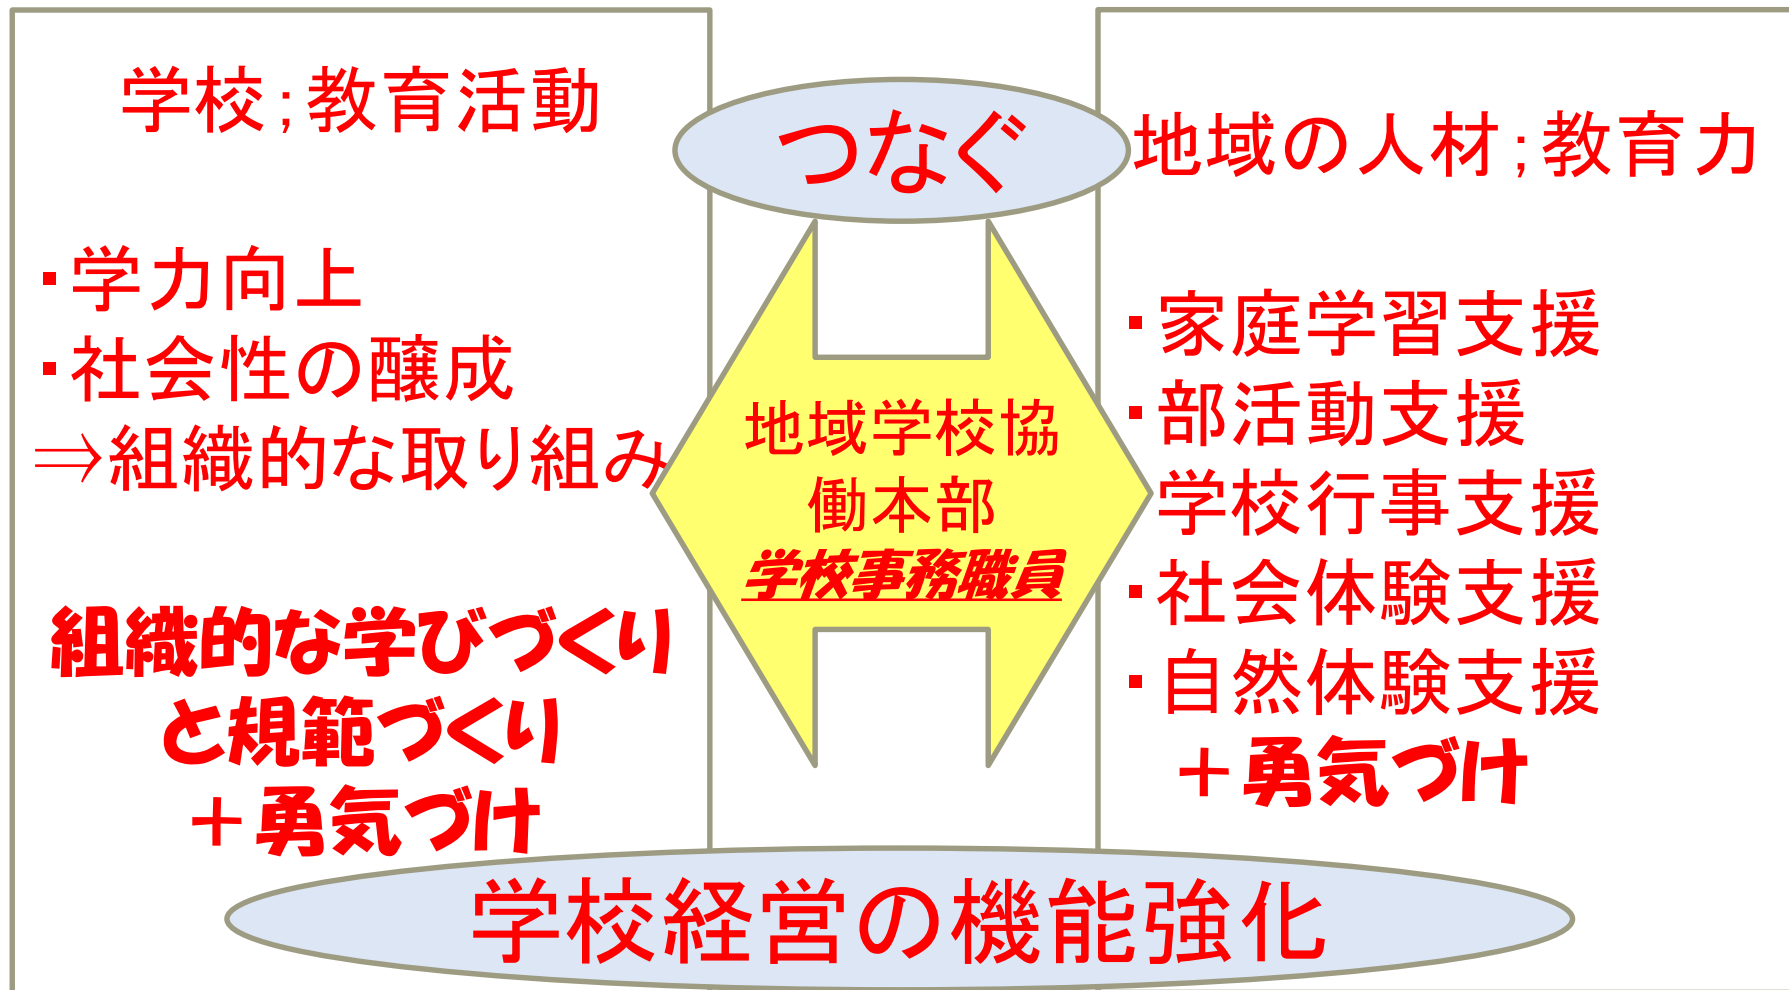 学校;教育活動
・学力向上
・社会性の醸成
⇒組織的な取り組み
組織的な学びづくり
と規範づくり
＋勇気づけ
つなぐ
地域学校協
働本部
学校事務職員
地域の人材;教育力
・家庭学習支援
・部活動支援
・学校行事支援
・社会体験支援
・自然体験支援
＋勇気づけ
学校経営の機能強化